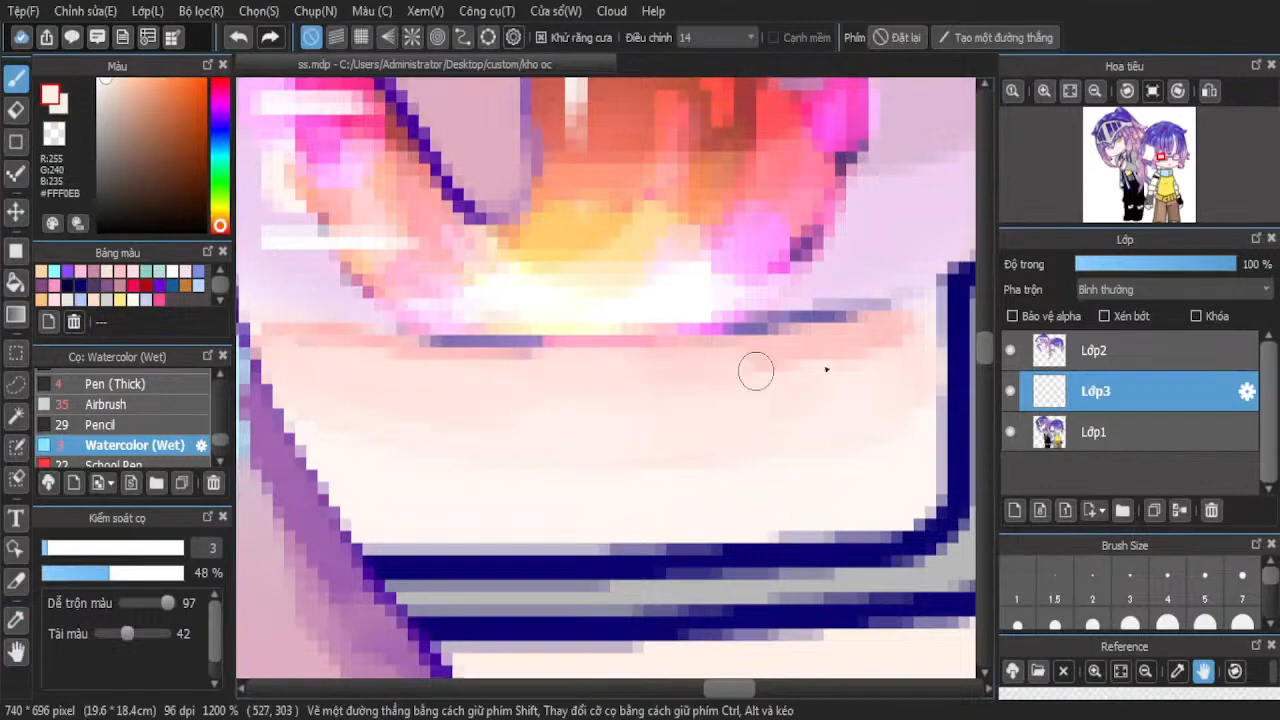 Tệp(F) Chỉnh sửa(E) Lớp(L) Bộ lọc(R) Chọn(S) Chụp(N) Màu (C) Xem(V) Công cụ(T) Cửa sổ(W) Cloud Help
Khử răng cưa Điều chỉnh 14 Cạnh mềm Phím Đặt lại Tạo một đường thẳng
Màu
ss.mdp - C:/Users/Administrator/Desktop/custom/kho oc
Hoa tiêu
R:255
G:240
B:235
#FFF0EB
Bảng màu
---
Cọ: Watercolor (Wet)
4 Pen (Thick)
35 Airbrush
29 Pencil
3 Watercolor (Wet)
22 School Pen
Kiểm soát cọ
3
48 %
Dễ trộn màu 97
Tải màu 42
T
Lớp
Độ trong 100 %
Pha trộn Bình thường
Bảo vệ alpha Xén bớt Khóa
Lớp2
Lớp3
Lớp1
Brush Size
1 1.5 2 3 4 5 7
Reference
740 * 696 pixel (19.6 * 18.4cm) 96 dpi 1200 % ( 527, 303 ) Vẽ một đường thẳng bằng cách giữ phím Shift, Thay đổi cỡ cọ bằng cách giữ phím Ctrl, Alt và kéo